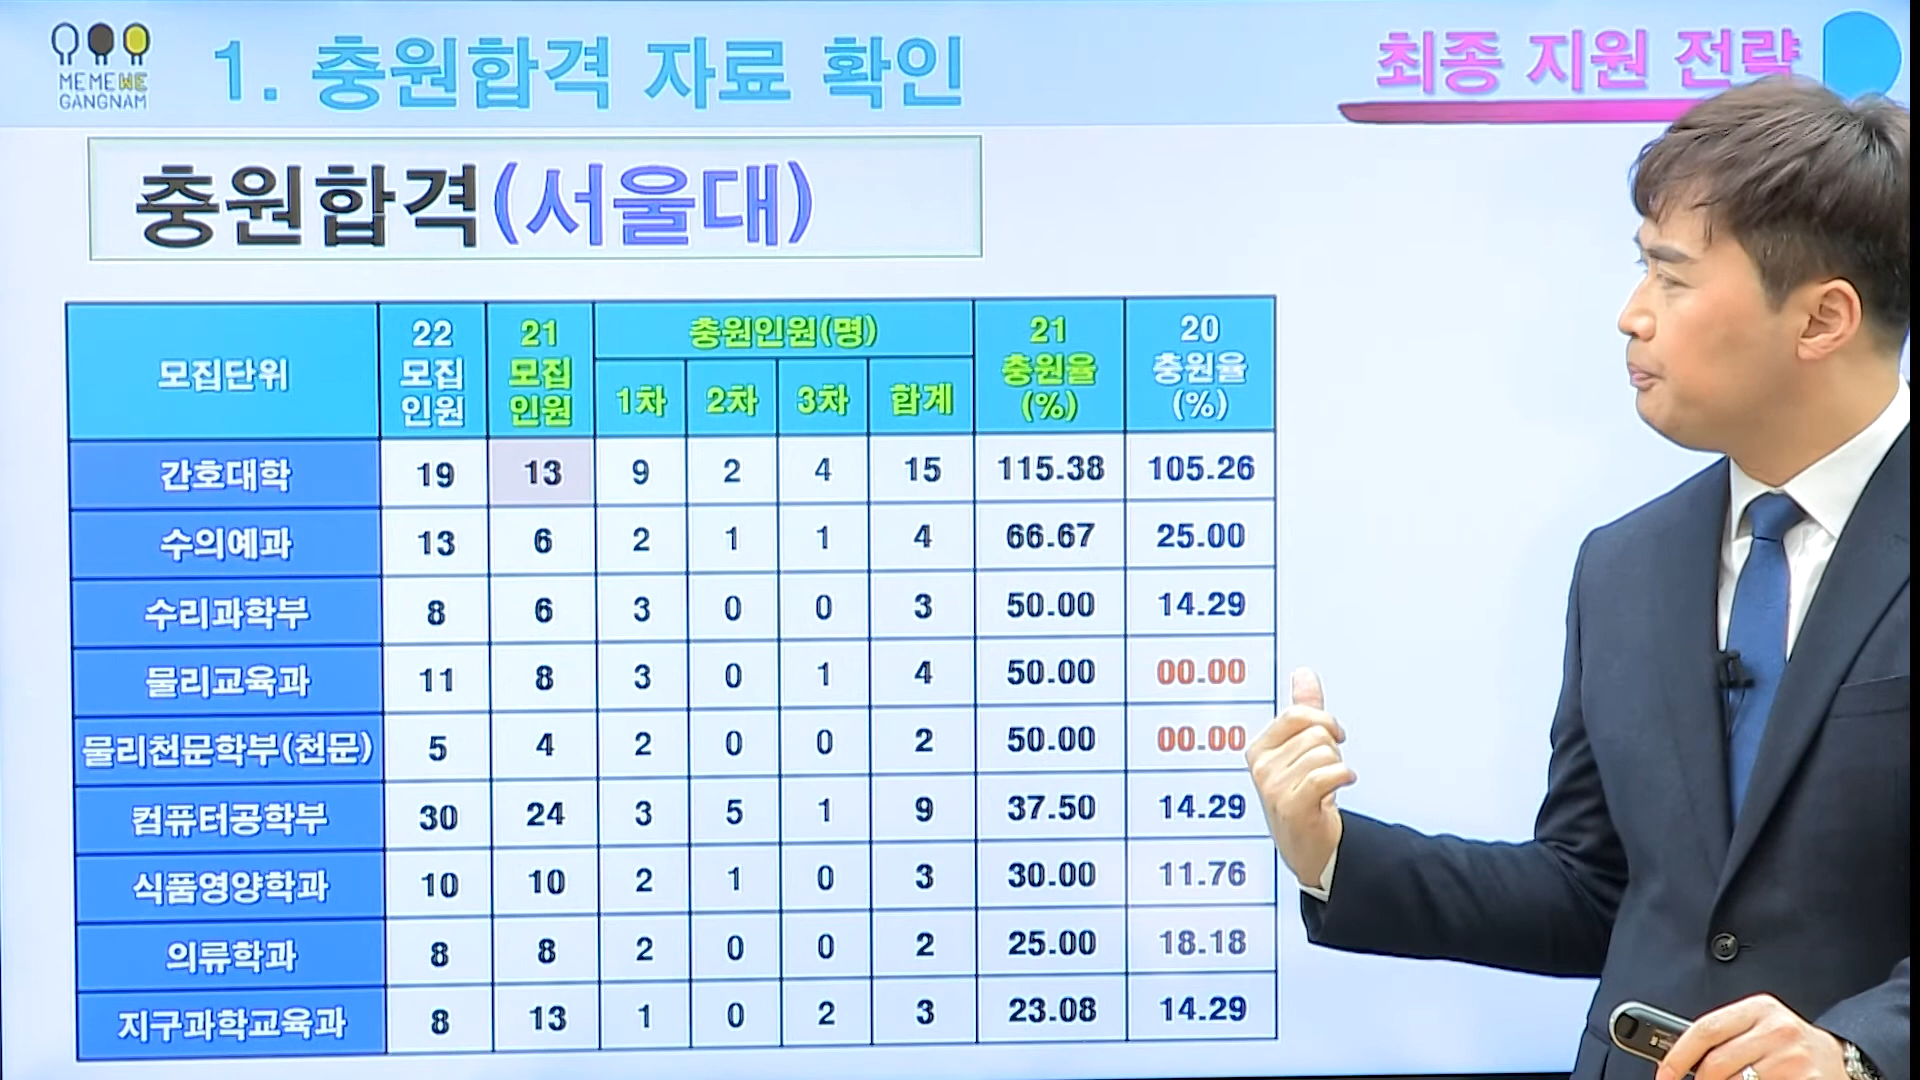 MEMEWE
GANGNAM
1. 충원합격 자료 확인
최종 지원 전략
충원합격(서울대)
모집단위 22 모집 인원 21 모집 인원 충원인원(명) 21 충원율 (%) 20 충원율 (%)
1차 2차 3차 합계
간호대학 19 13 9 2 4 15 115.38 105.26
수의예과 13 6 2 1 1 4 66.67 25.00
수리과학부 8 6 3 0 0 3 50.00 14.29
물리교육과 11 8 3 0 1 4 50.00 00.00
물리천문학부(천문) 5 4 2 0 0 2 50.00 00.00
컴퓨터공학부 30 24 3 5 1 9 37.50 14.29
식품영양학과 10 10 2 1 0 3 30.00 11.76
의류학과 8 8 2 0 0 2 25.00 18.18
지구과학교육과 8 13 1 0 2 3 23.08 14.29